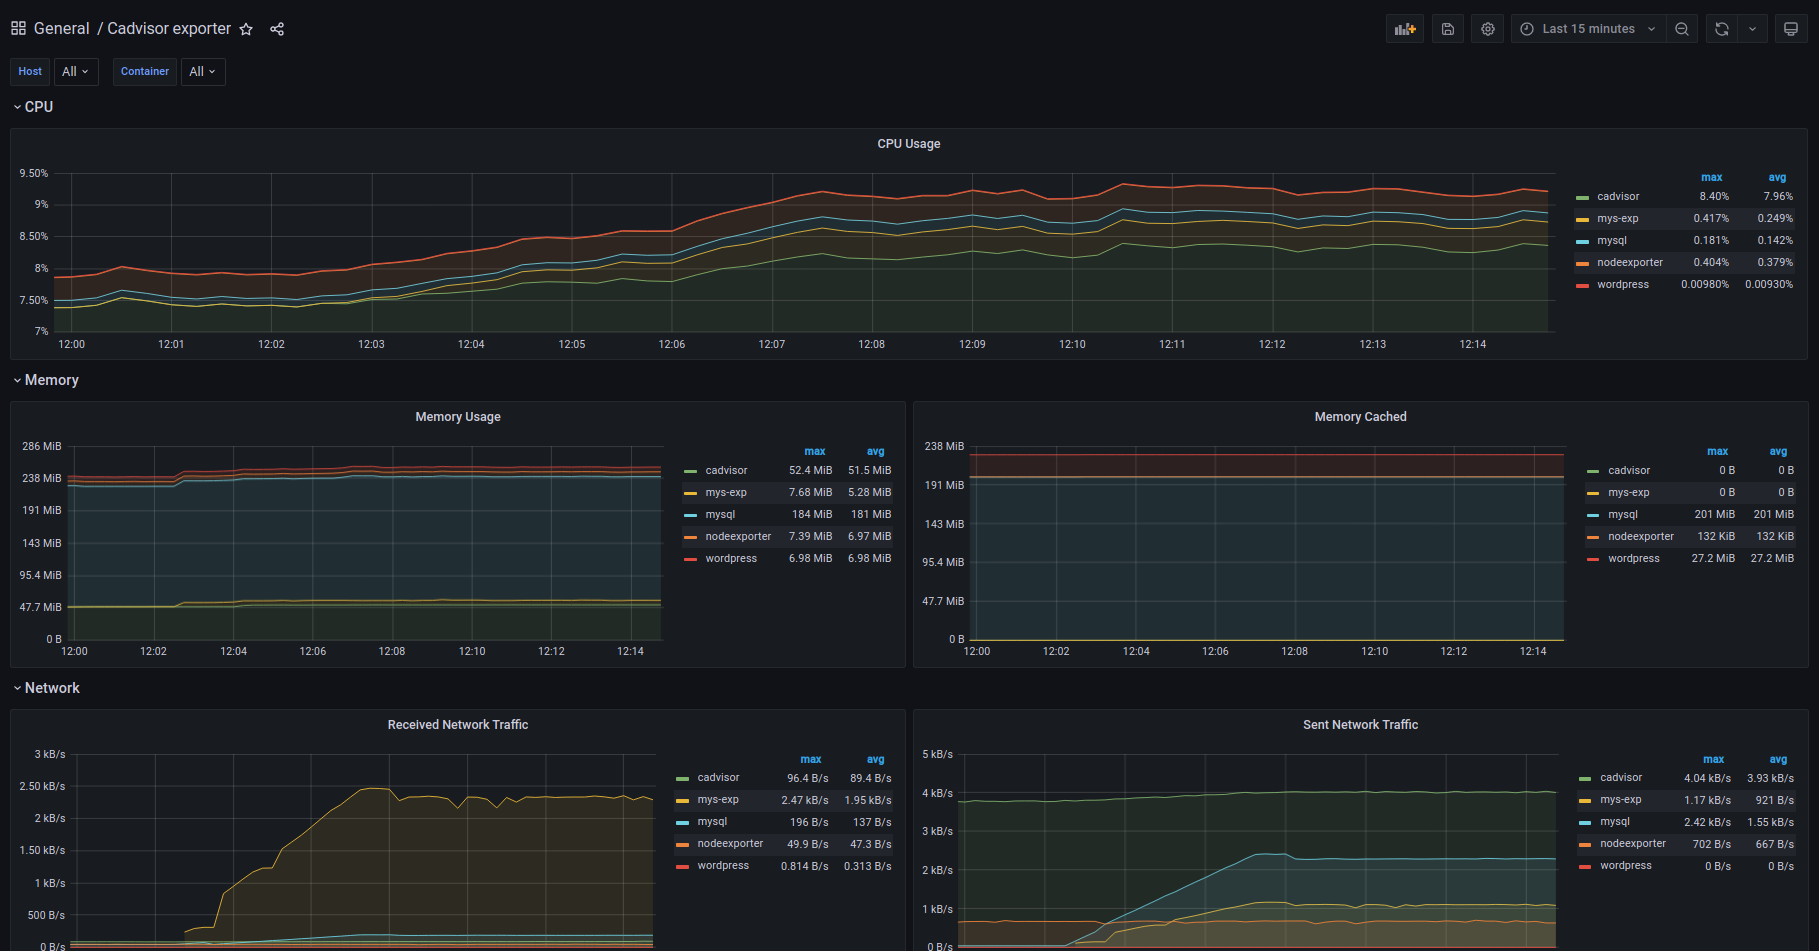 General / Cadvisor exporter
Last 15 minutes
Host All Container All
CPU
CPU Usage
9.50%
9%
8.50%
8%
7.50%
7%
12:00 12:01 12:02 12:03 12:04 12:05 12:06 12:07 12:08 12:09 12:10 12:11 12:12 12:13 12:14
max avg
cadvisor 8.40% 7.96%
mys-exp 0.417% 0.249%
mysql 0.181% 0.142%
nodeexporter 0.404% 0.379%
wordpress 0.00980% 0.00930%
Memory
Memory Usage
286 MiB
238 MiB
191 MiB
143 MiB
95.4 MiB
47.7 MiB
0 B
12:00 12:02 12:04 12:06 12:08 12:10 12:12 12:14
max avg
cadvisor 52.4 MiB 51.5 MiB
mys-exp 7.68 MiB 5.28 MiB
mysql 184 MiB 181 MiB
nodeexporter 7.39 MiB 6.97 MiB
wordpress 6.98 MiB 6.98 MiB
Memory Cached
238 MiB
191 MiB
143 MiB
95.4 MiB
47.7 MiB
0 B
12:00 12:02 12:04 12:06 12:08 12:10 12:12 12:14
max avg
cadvisor 0 B 0 B
mys-exp 0 B 0 B
mysql 201 MiB 201 MiB
nodeexporter 132 KiB 132 KiB
wordpress 27.2 MiB 27.2 MiB
Network
Received Network Traffic
3 kB/s
2.50 kB/s
2 kB/s
1.50 kB/s
1 kB/s
500 B/s
0 B/s
max avg
cadvisor 96.4 B/s 89.4 B/s
mys-exp 2.47 kB/s 1.95 kB/s
mysql 196 B/s 137 B/s
nodeexporter 49.9 B/s 47.3 B/s
wordpress 0.814 B/s 0.313 B/s
Sent Network Traffic
5 kB/s
4 kB/s
3 kB/s
2 kB/s
1 kB/s
0 B/s
max avg
cadvisor 4.04 kB/s 3.93 kB/s
mys-exp 1.17 kB/s 921 B/s
mysql 2.42 kB/s 1.55 kB/s
nodeexporter 702 B/s 667 B/s
wordpress 0 B/s 0 B/s